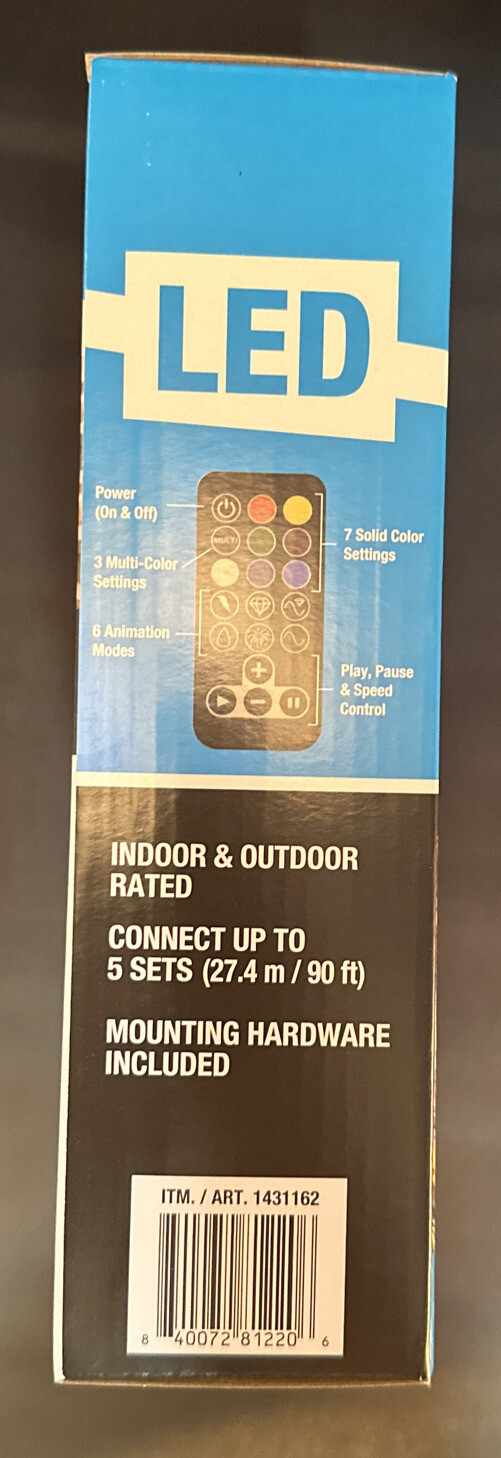 LED
Power
(On & Off)
MULTI
3 Multi-Color
Settings
7 Solid Color
Settings
6 Animation
Modes
Play, Pause
& Speed
Control
INDOOR & OUTDOOR
RATED
CONNECT UP TO
5 SETS (27.4 m / 90 ft)
MOUNTING HARDWARE
INCLUDED
ITM. / ART. 1431162
8 40072 81220 6